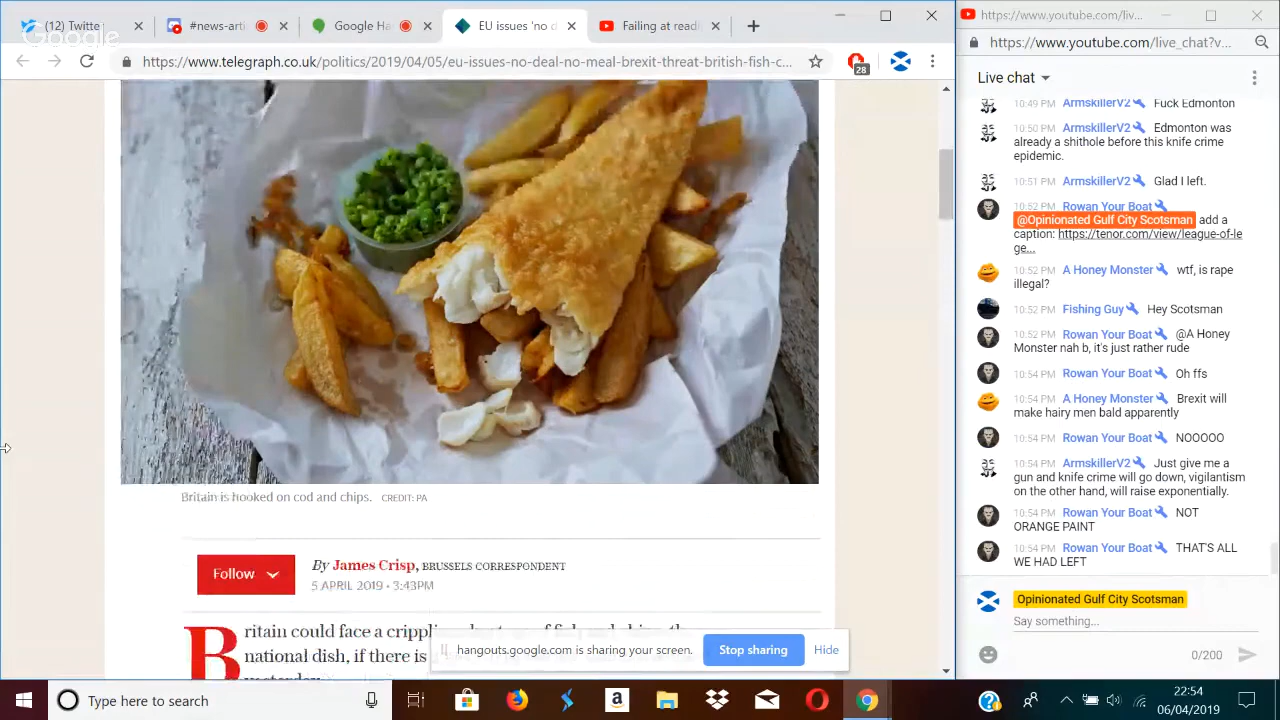 (12) Twitte
#news-arti
Google Ha
EU issues 'no d
Failing at readi
https://www.youtube.com/liv...
Google
https://www.telegraph.co.uk/politics/2019/04/05/eu-issues-no-deal-no-meal-brexit-threat-british-fish-c...
28
https://www.youtube.com/live_chat?v...
Britain is hooked on cod and chips. CREDIT: PA
Follow
By James Crisp, BRUSSELS CORRESPONDENT
5 APRIL 2019 • 3:43PM
Britain could face a
national dish, if there is
hangouts.google.com is sharing your screen.
Stop sharing
Hide
Live chat
10:49 PM ArmskillerV2 Fuck Edmonton
10:50 PM ArmskillerV2 Edmonton was
already a shithole before this knife crime
epidemic.
10:51 PM ArmskillerV2 Glad I left.
10:52 PM Rowan Your Boat
@Opinionated Gulf City Scotsman add a
caption: https://tenor.com/view/league-of-le
ge...
10:52 PM A Honey Monster wtf, is rape
illegal?
10:52 PM Fishing Guy Hey Scotsman
10:52 PM Rowan Your Boat @A Honey
Monster nah b, it's just rather rude
10:54 PM Rowan Your Boat Oh ffs
10:54 PM A Honey Monster Brexit will
make hairy men bald apparently
10:54 PM Rowan Your Boat NOOOOO
10:54 PM ArmskillerV2 Just give me a
gun and knife crime will go down, vigilantism
on the other hand, will raise exponentially.
10:54 PM Rowan Your Boat NOT
ORANGE PAINT
10:54 PM Rowan Your Boat THAT'S ALL
WE HAD LEFT
Opinionated Gulf City Scotsman
Say something...
0/200
Type here to search
22:54
06/04/2019